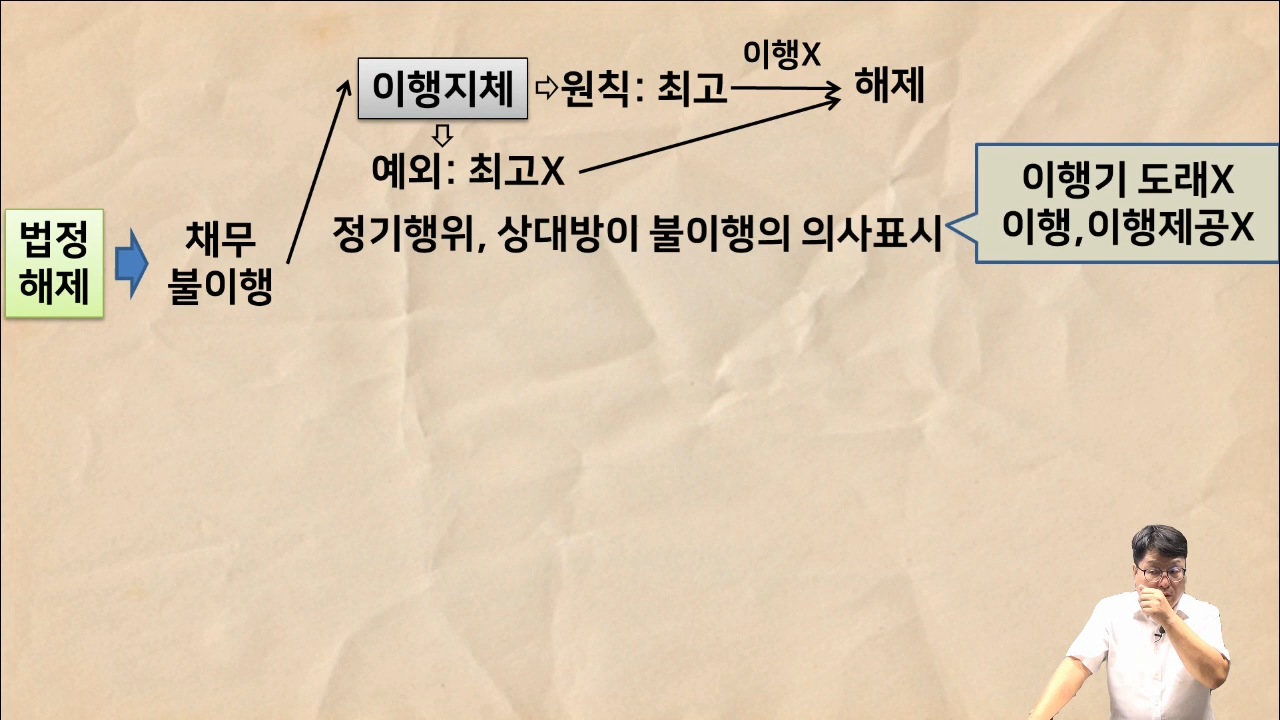 이행X
이행지체 ⇨원칙: 최고 해제
예외: 최고X
정기행위, 상대방이 불이행의 의사표시
이행기 도래X
이행,이행제공X
법정
해제
채무
불이행